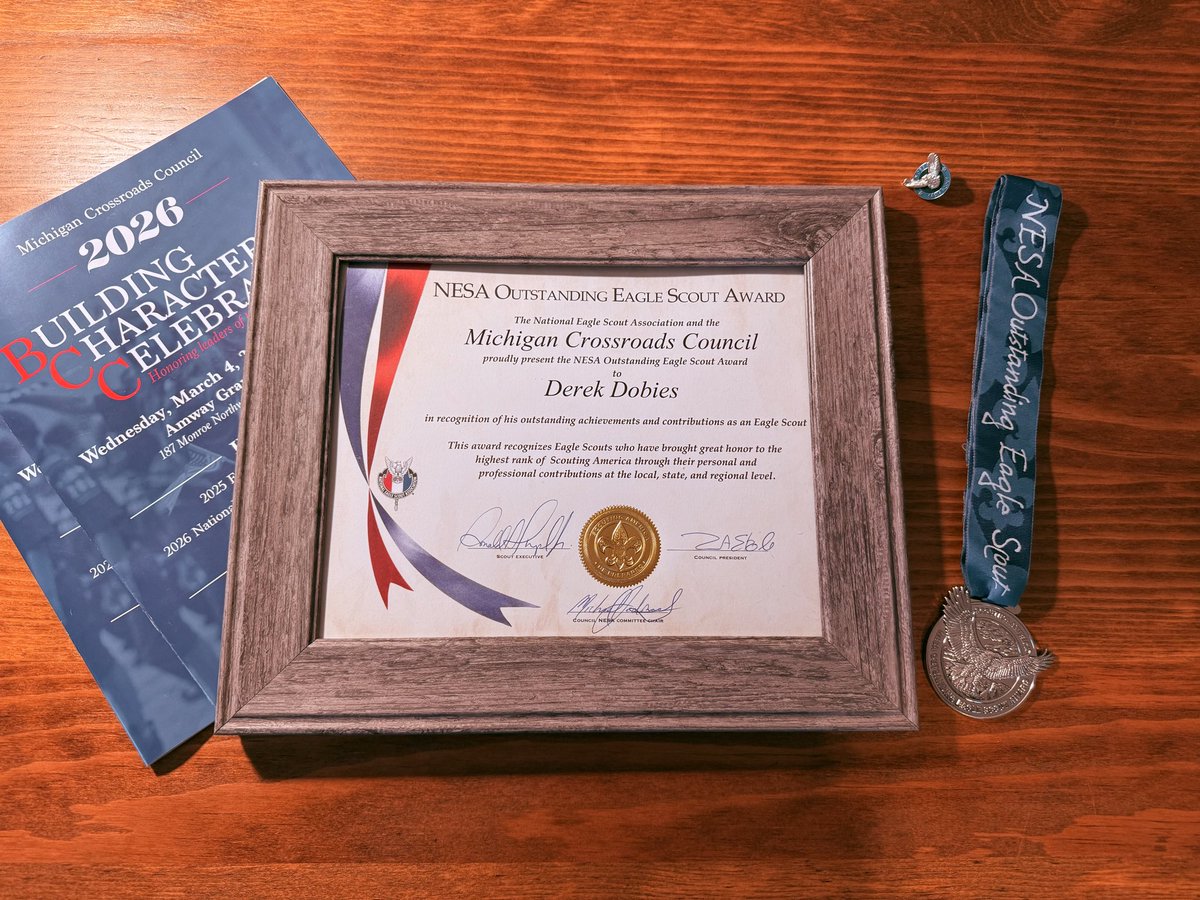 Michigan Crossroads Council
2026
BUILDING
CHARACTER
CELEBRA
Honoring leaders of
Wednesday, March 4,
Amway Gra
187 Monroe North
2025
2026 Nationa
NESA OUTSTANDING EAGLE SCOUT AWARD
The National Eagle Scout Association and the
Michigan Crossroads Council
proudly present the NESA Outstanding Eagle Scout Award
to
Derek Dobies
in recognition of his outstanding achievements and contributions as an Eagle Scout
This award recognizes Eagle Scouts who have brought great honor to the
highest rank of Scouting America through their personal and
professional contributions at the local, state, and regional level.
SCOUT EXECUTIVE
COUNCIL PRESIDENT
COUNCIL NESA COMMITTEE CHAIR
NESA Outstanding Eagle Scout